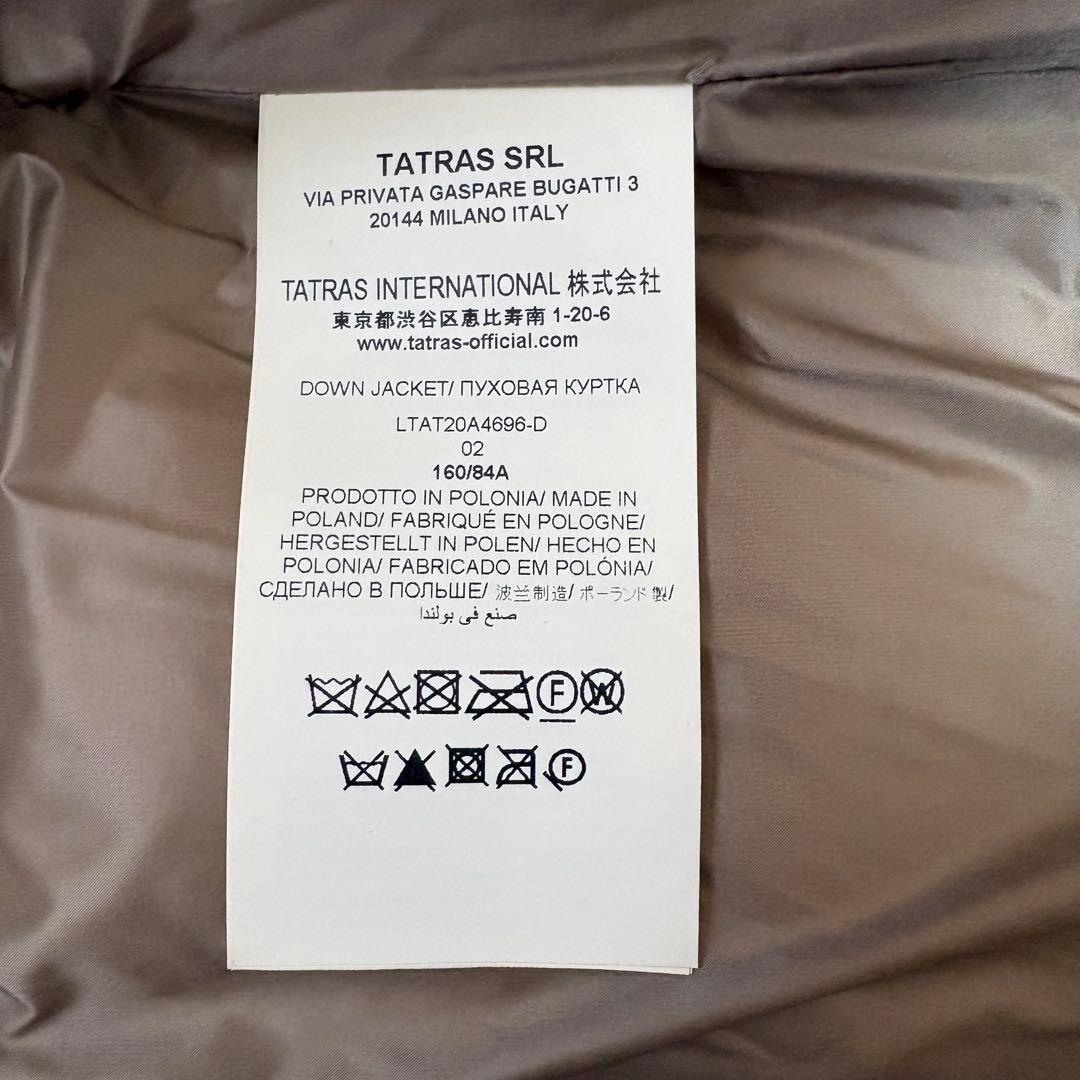 TATRAS SRL
VIA PRIVATA GASPARE BUGATTI 3
20144 MILANO ITALY
TATRAS INTERNATIONAL 株式会社
東京都渋谷区恵比寿南 1-20-6
www.tatras-official.com
DOWN JACKET/ ПУХОВАЯ КУРТКА
LTAT20A4696-D
02
160/84A
PRODOTTO IN POLONIA/ MADE IN
POLAND/ FABRIQUÉ EN POLOGNE/
HERGESTELLT IN POLEN/ HECHO EN
POLONIA/ FABRICADO EM POLÓNIA/
СДЕЛАНО В ПОЛЬШЕ/ 波兰制造/ ポーランド製/
صنع في بولندا
F W
F